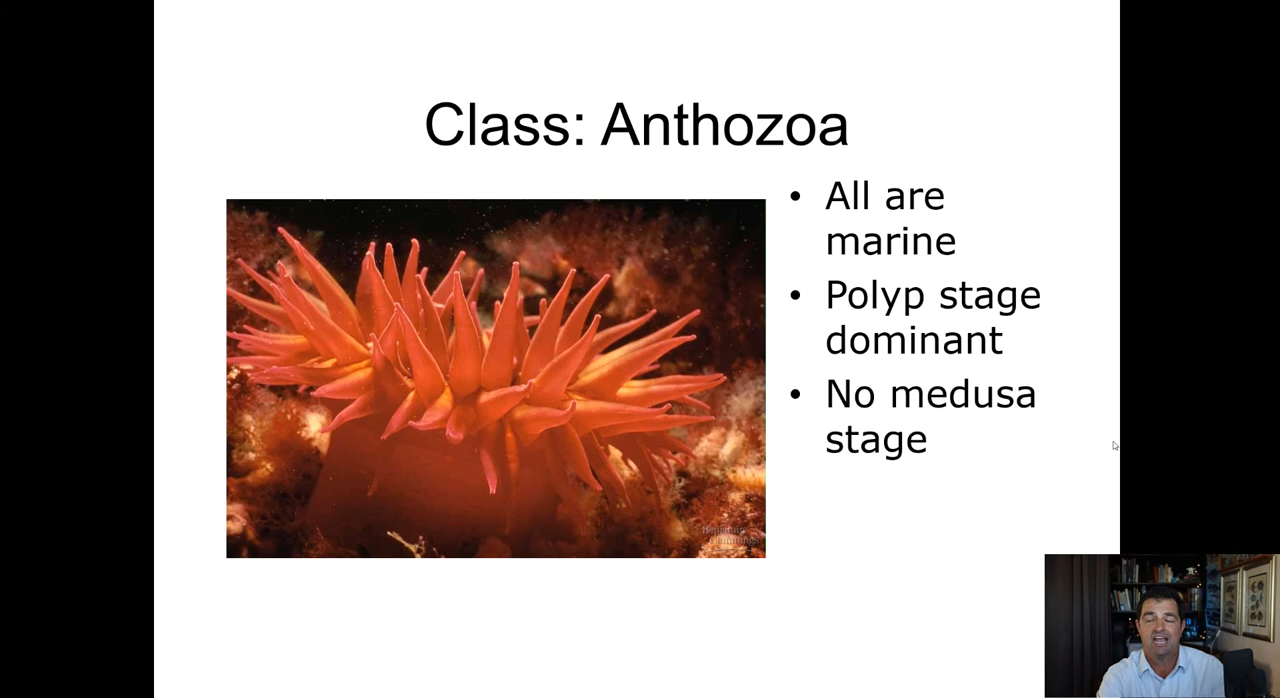 Class: Anthozoa
• All are
marine
• Polyp stage
dominant
• No medusa
stage